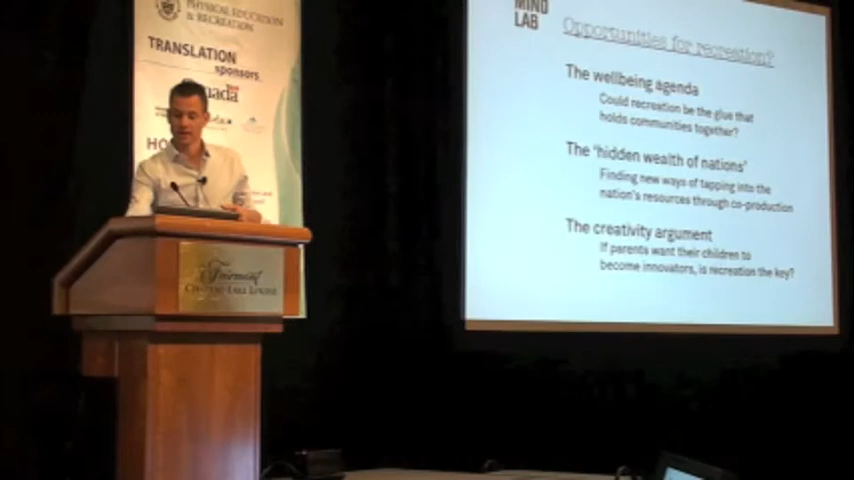 PHYSICAL EDUCATION
& RECREATION
TRANSLATION
sponsors
Canada
HO
The Fairmont
CHATEAU LAKE LOUISE
MIND
LAB
Opportunities for recreation?
The wellbeing agenda
Could recreation be the glue that
holds communities together?
The 'hidden wealth of nations'
Finding new ways of tapping into the
nation's resources through co-production
The creativity argument
If parents want their children to
become innovators, is recreation the key?